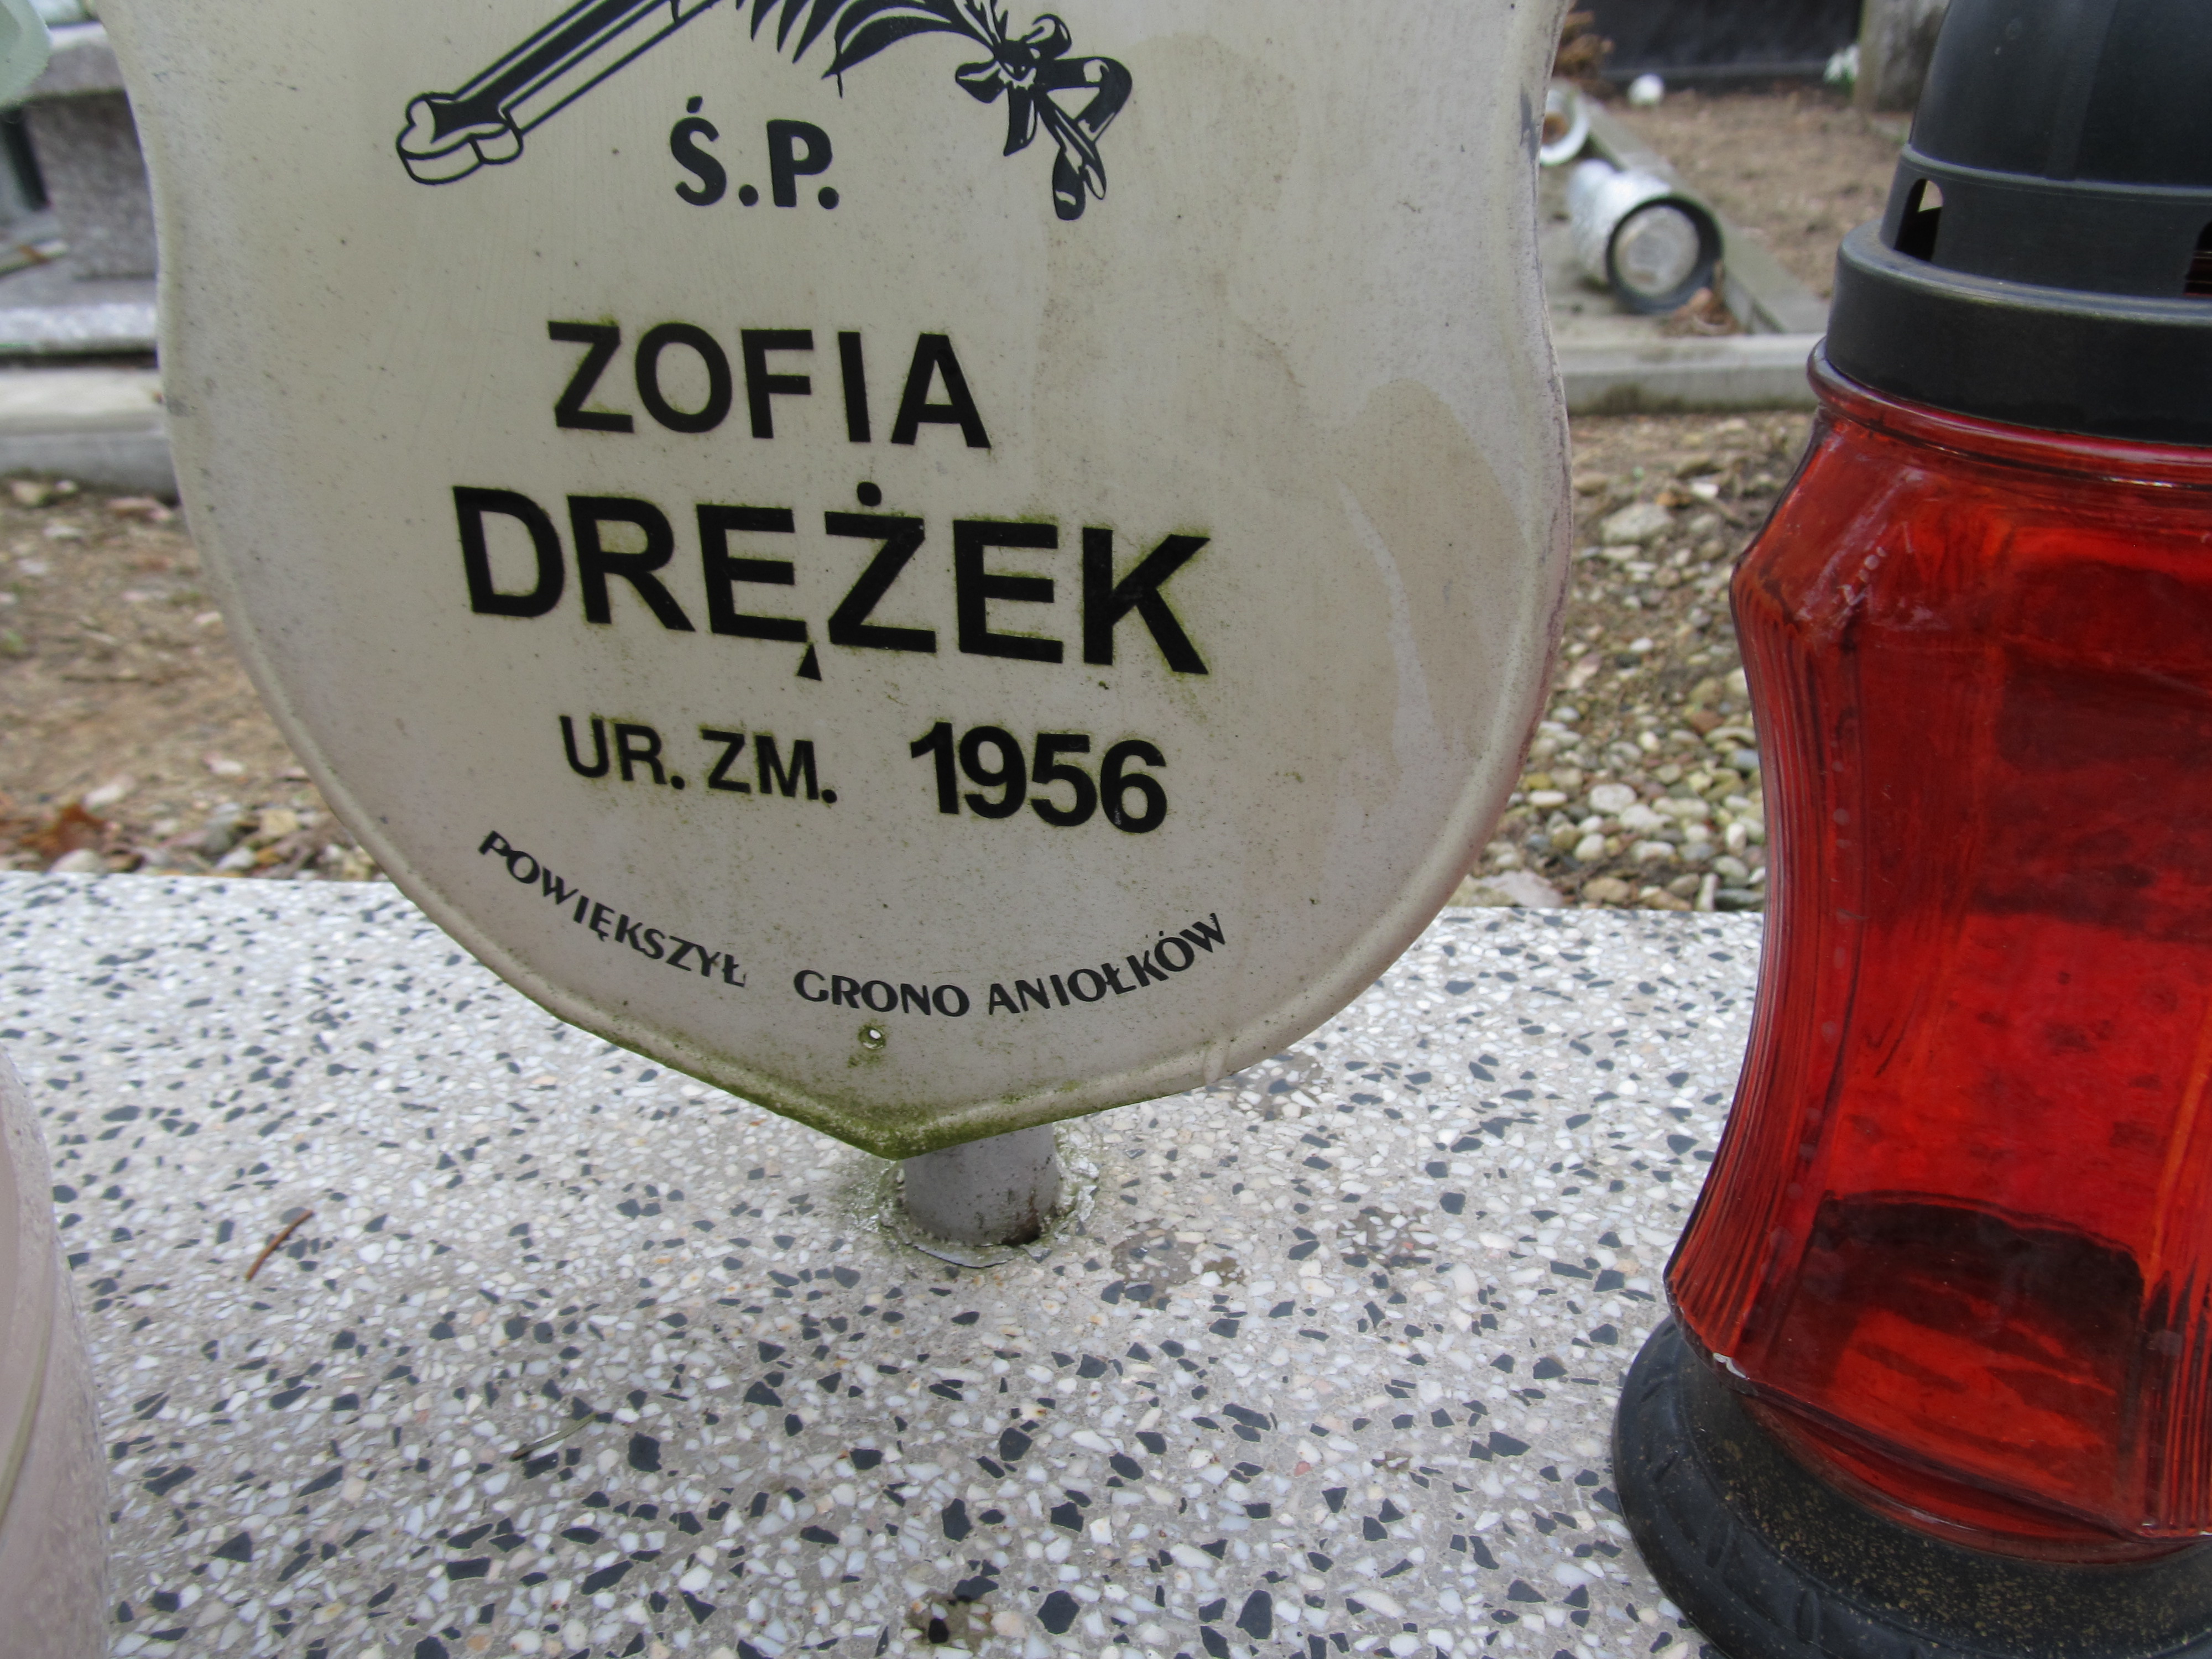 Ś.P.
ZOFIA
DRĘŻEK
UR. ZM. 1956
POWIĘKSZYŁ GRONO ANIOŁKÓW